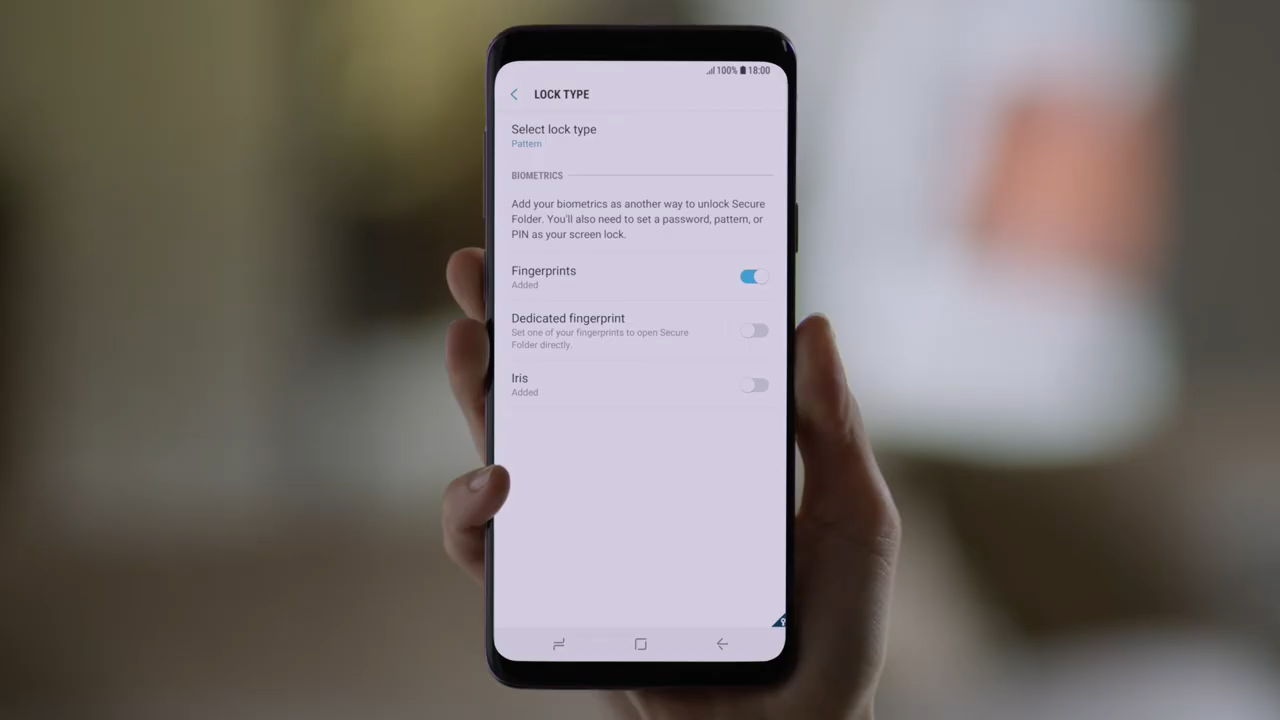 100% 18:00
LOCK TYPE
Select lock type
Pattern
BIOMETRICS
Add your biometrics as another way to unlock Secure
Folder. You'll also need to set a password, pattern, or
PIN as your screen lock.
Fingerprints
Added
Dedicated fingerprint
Set one of your fingerprints to open Secure
Folder directly.
Iris
Added